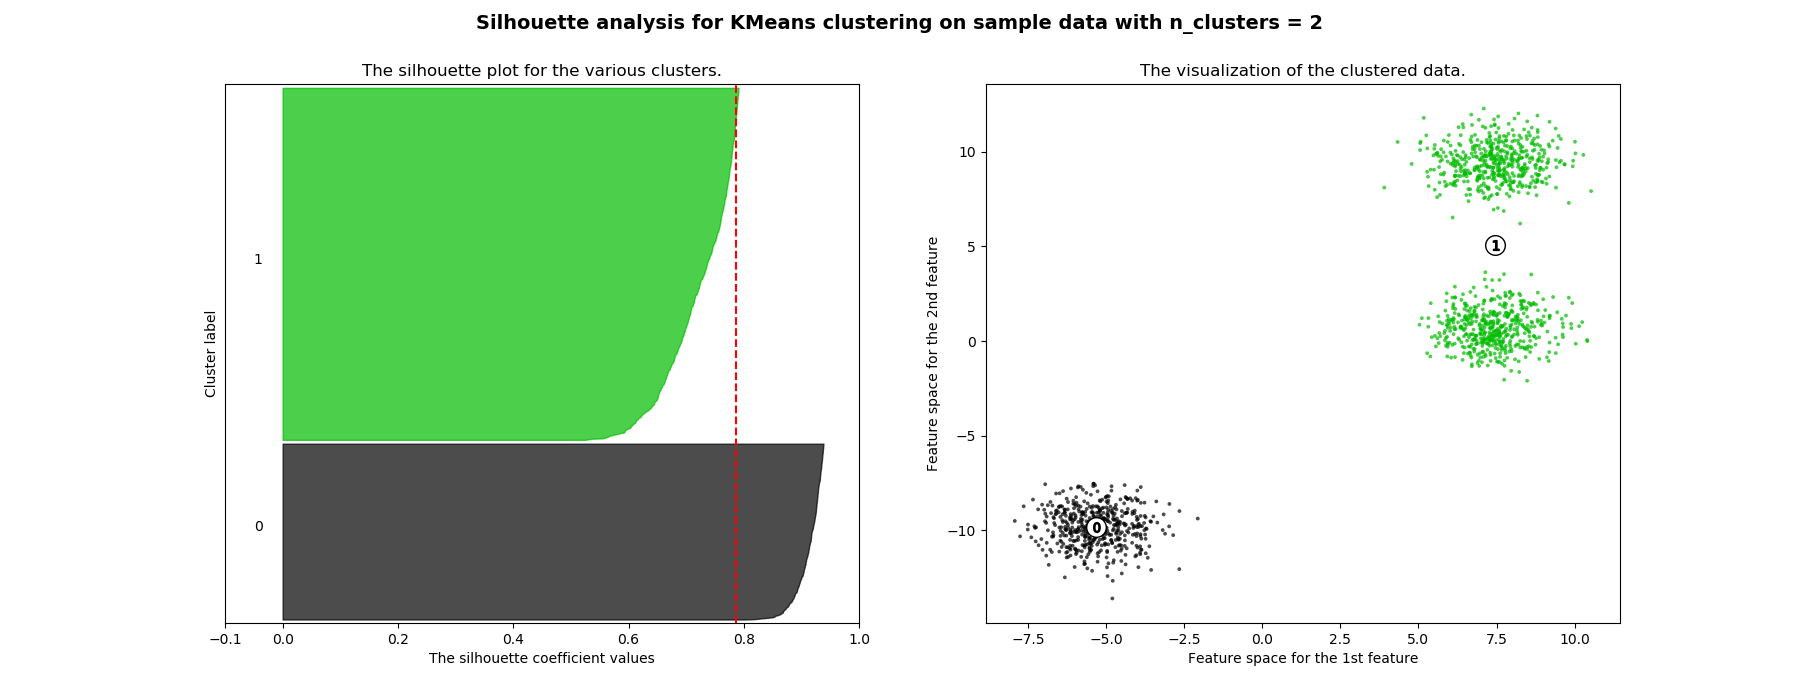 Silhouette analysis for KMeans clustering on sample data with n_clusters = 2
The silhouette plot for the various clusters.
Cluster label
1
0
−0.1 0.0 0.2 0.4 0.6 0.8 1.0
The silhouette coefficient values
The visualization of the clustered data.
Feature space for the 2nd feature
10
5
0
−5
−10
1
0
−7.5 −5.0 −2.5 0.0 2.5 5.0 7.5 10.0
Feature space for the 1st feature